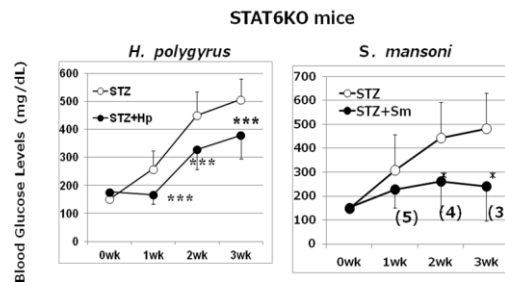 STAT6KO mice
H. polygyrus
S. mansoni
Blood Glucose Levels (mg/dL)
600
500
400
300
200
100
0
STZ
STZ+Hp
***
***
***
0wk 1wk 2wk 3wk
700
600
500
400
300
200
100
0
STZ
STZ+Sm
*
*
(5)
(4)
(3
0wk 1wk 2wk 3wk